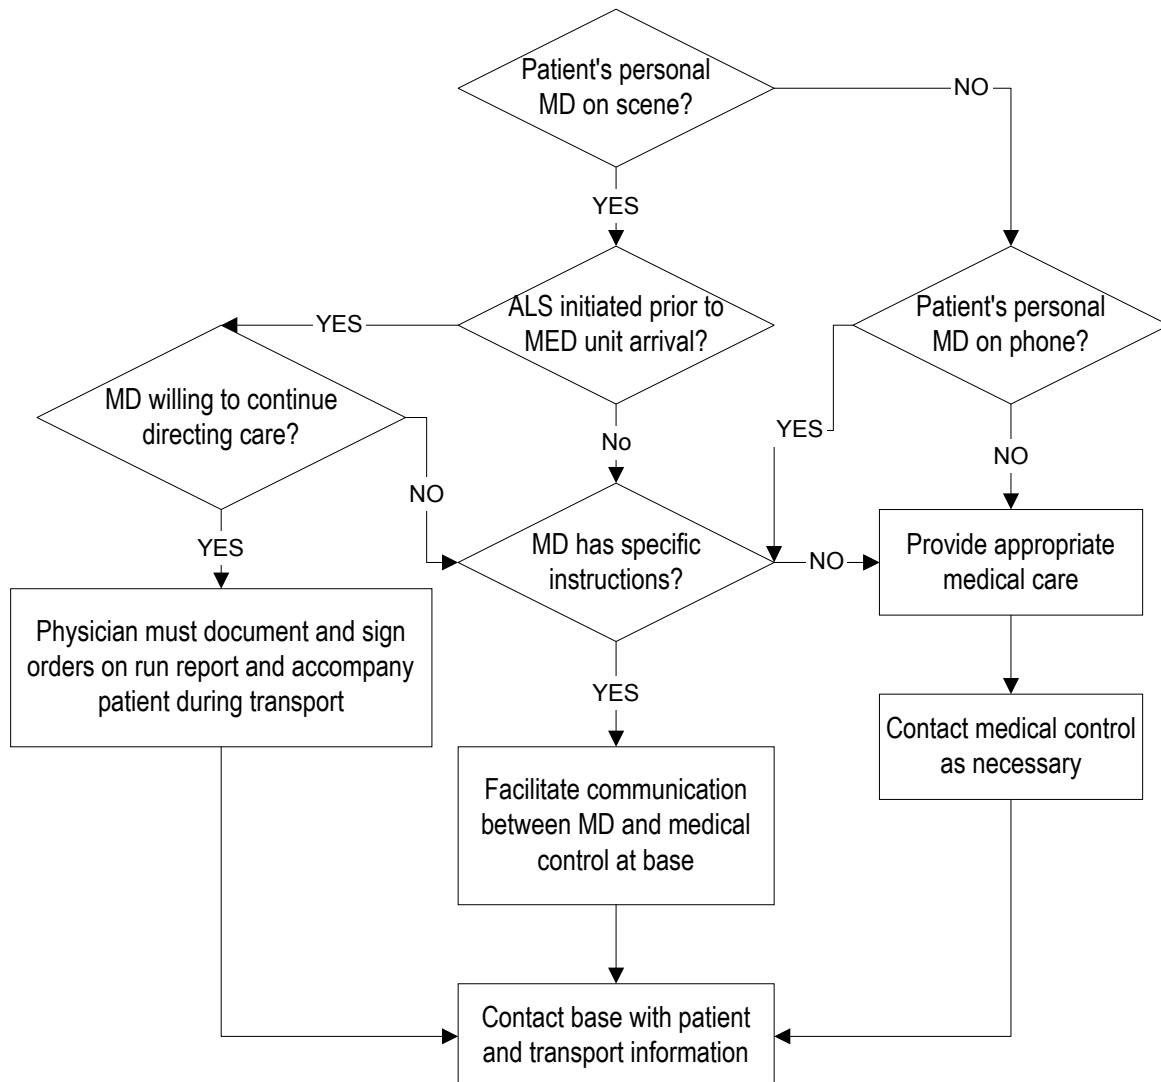 Patient's personal
MD on scene?
NO
YES
ALS initiated prior to
MED unit arrival?
YES
Patient's personal
MD on phone?
MD willing to continue
directing care?
No
YES
NO
NO
YES
MD has specific
instructions?
NO
Provide appropriate
medical care
Physician must document and sign
orders on run report and accompany
patient during transport
YES
Contact medical control
as necessary
Facilitate communication
between MD and medical
control at base
Contact base with patient
and transport information